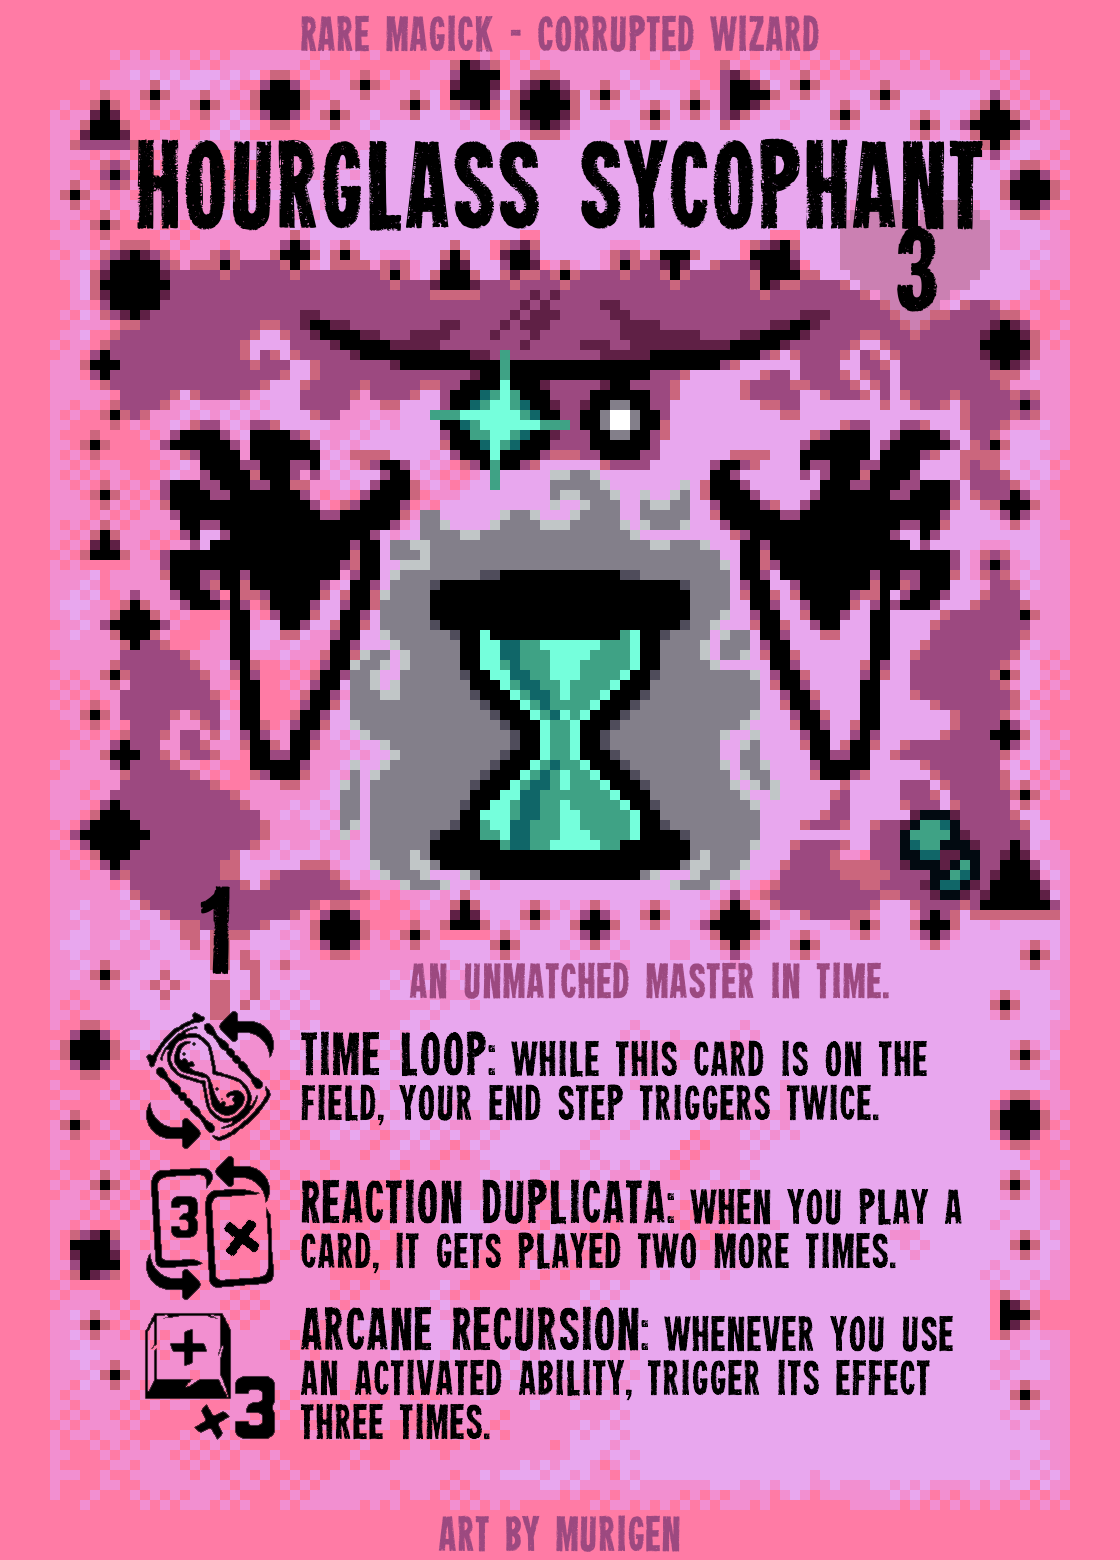 RARE MAGICK - CORRUPTED WIZARD
HOURGLASS SYCOPHANT
3
1
AN UNMATCHED MASTER IN TIME.
TIME LOOP: WHILE THIS CARD IS ON THE
FIELD, YOUR END STEP TRIGGERS TWICE.
3
REACTION DUPLICATA: WHEN YOU PLAY A
CARD, IT GETS PLAYED TWO MORE TIMES.
+
×3
ARCANE RECURSION: WHENEVER YOU USE
AN ACTIVATED ABILITY, TRIGGER ITS EFFECT
THREE TIMES.
ART BY MURIGEN